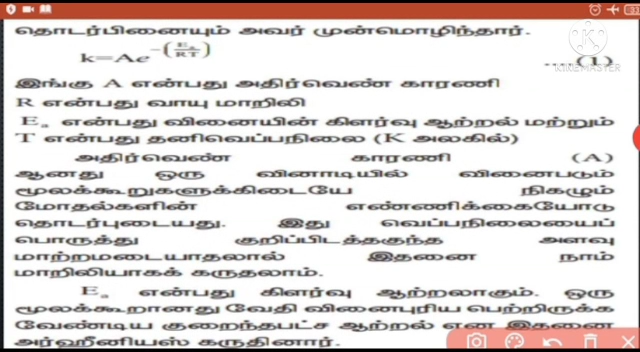 தொடர்பினையும் அவர் முன்மொழிந்தார்.
k=Ae^-(Ea/RT) .....(1)
KINEMASTER
இங்கு A என்பது அதிர்வெண் காரணி
R என்பது வாயு மாறிலி
Ea என்பது வினையின் கிளர்வு ஆற்றல் மற்றும்
T என்பது தனிவெப்பநிலை (K அலகில்)
அதிர்வெண் காரணி (A)
ஆனது ஒரு வினாடியில் வினைபடும்
மூலக்கூறுகளுக்கிடையே நிகழும்
மோதல்களின் எண்ணிக்கையோடு
தொடர்புடையது. இது வெப்பநிலையைப்
பொருத்து குறிப்பிடத்தகுந்த அளவு
மாற்றமடையாதலால் இதனை நாம்
மாறிலியாகக் கருதலாம்.
Ea என்பது கிளர்வு ஆற்றலாகும். ஒரு
மூலக்கூறானது வேதி வினைபுரிய பெற்றிருக்க
வேண்டிய குறைந்தபட்ச ஆற்றல் என இதனை
அர்ஹீனியஸ் கருதினார்.